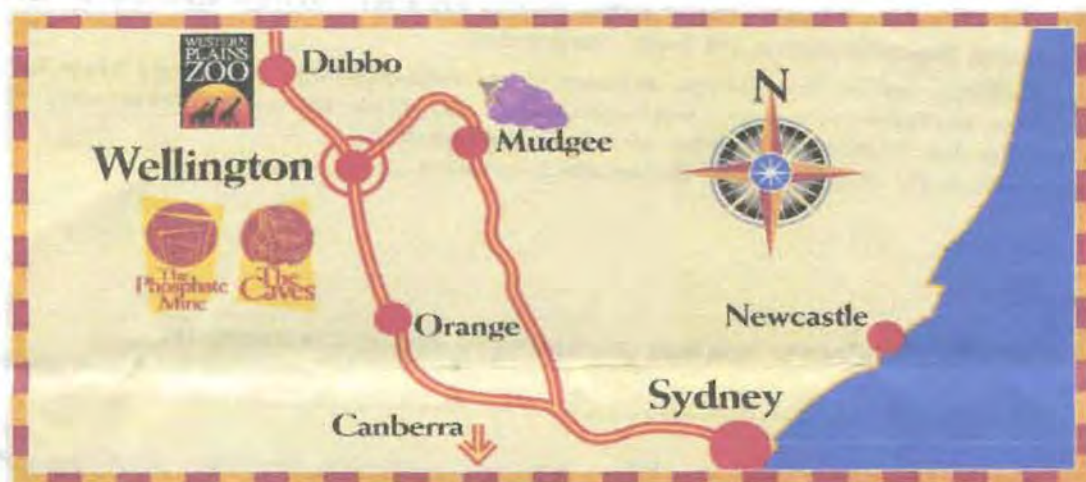 WESTERN
PLAINS
ZOO
Dubbo
N
Mudgee
Wellington
The
Phosphate
Mine
The
Caves
Orange
Newcastle
Sydney
Canberra